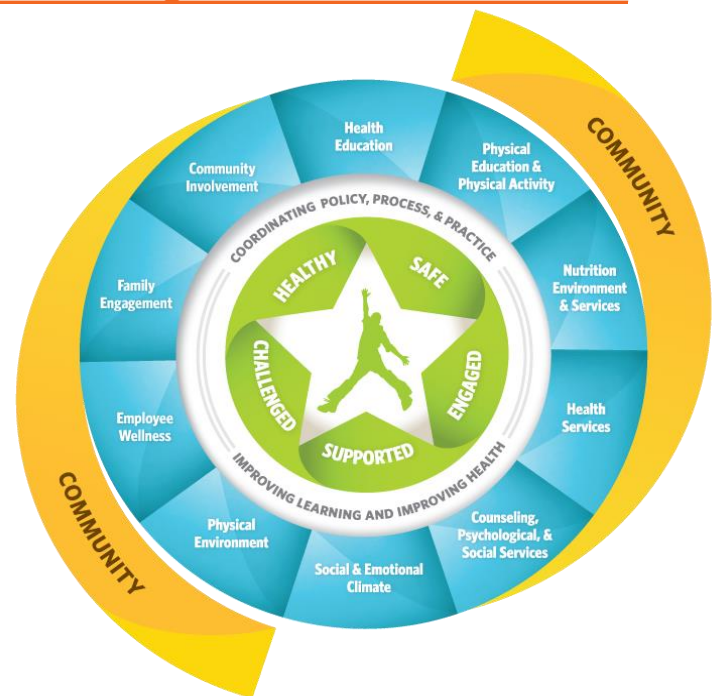 COMMUNITY
Health
Education
Physical
Education &
Physical Activity
Nutrition
Environment
& Services
Health
Services
Counseling,
Psychological, &
Social Services
Social & Emotional
Climate
Physical
Environment
Employee
Wellness
Family
Engagement
Community
Involvement
COORDINATING POLICY, PROCESS, & PRACTICE
IMPROVING LEARNING AND IMPROVING HEALTH
HEALTHY
SAFE
ENGAGED
SUPPORTED
CHALLENGED
COMMUNITY